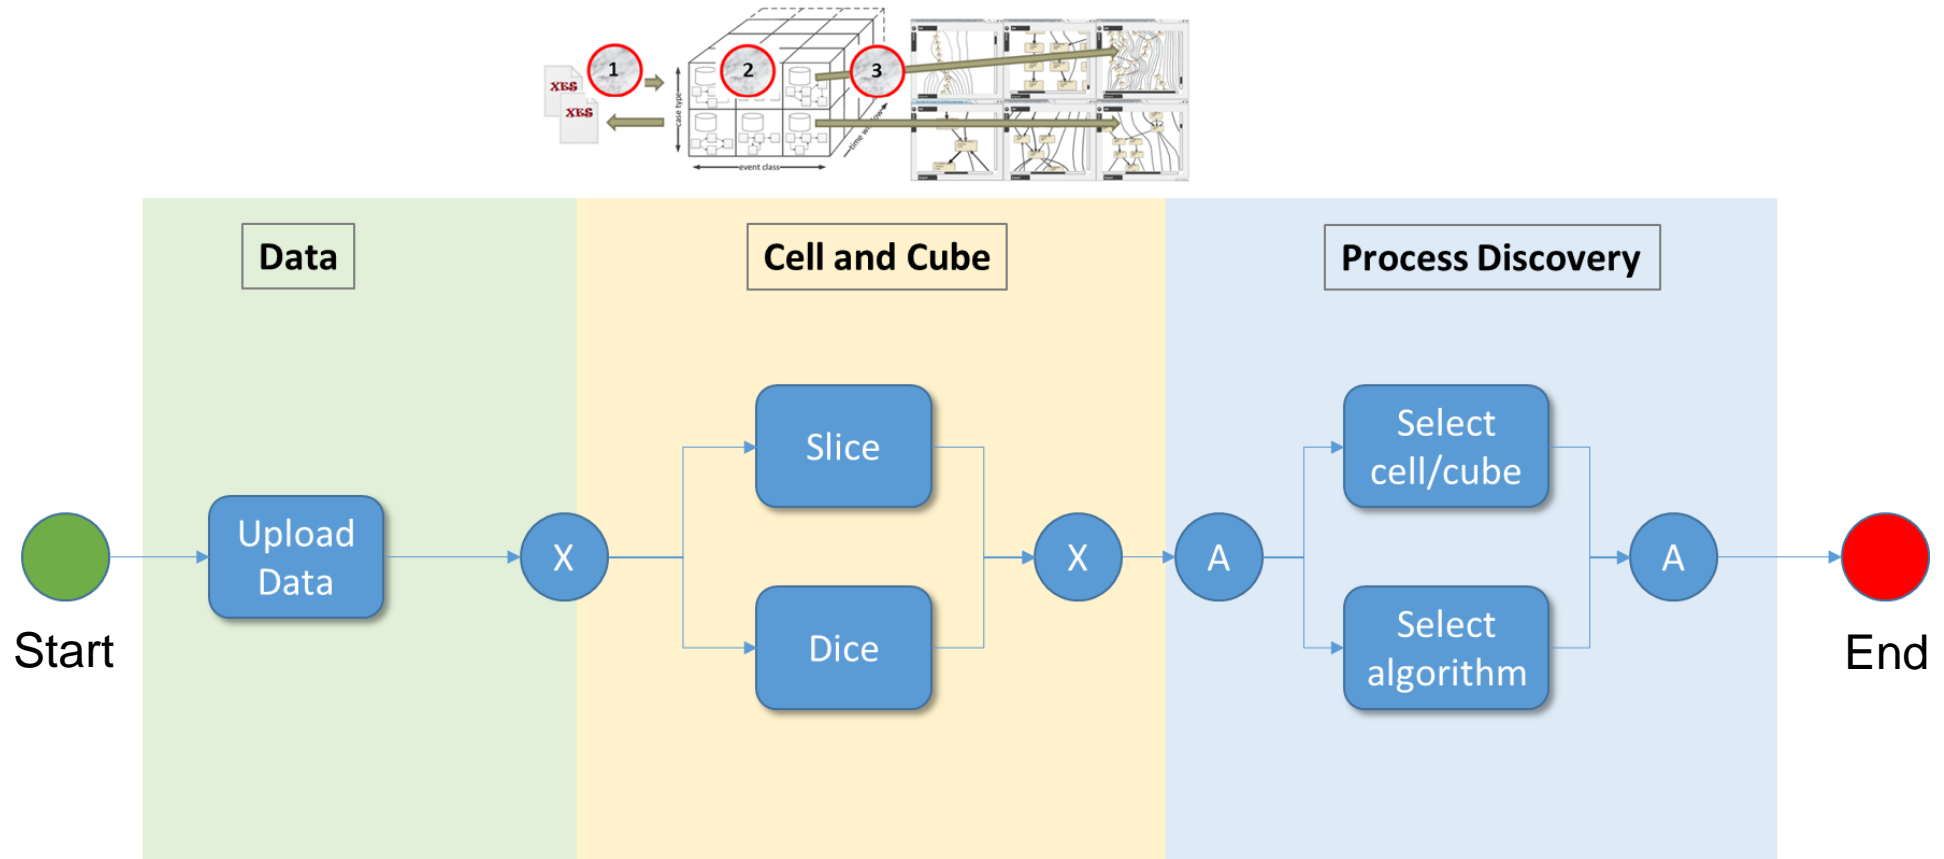 1
2
3
XES
XES
case type
time window
event class
Data
Cell and Cube
Process Discovery
Slice
Select
cell/cube
Upload
Data
X
X
A
A
Dice
Select
algorithm
Start
End